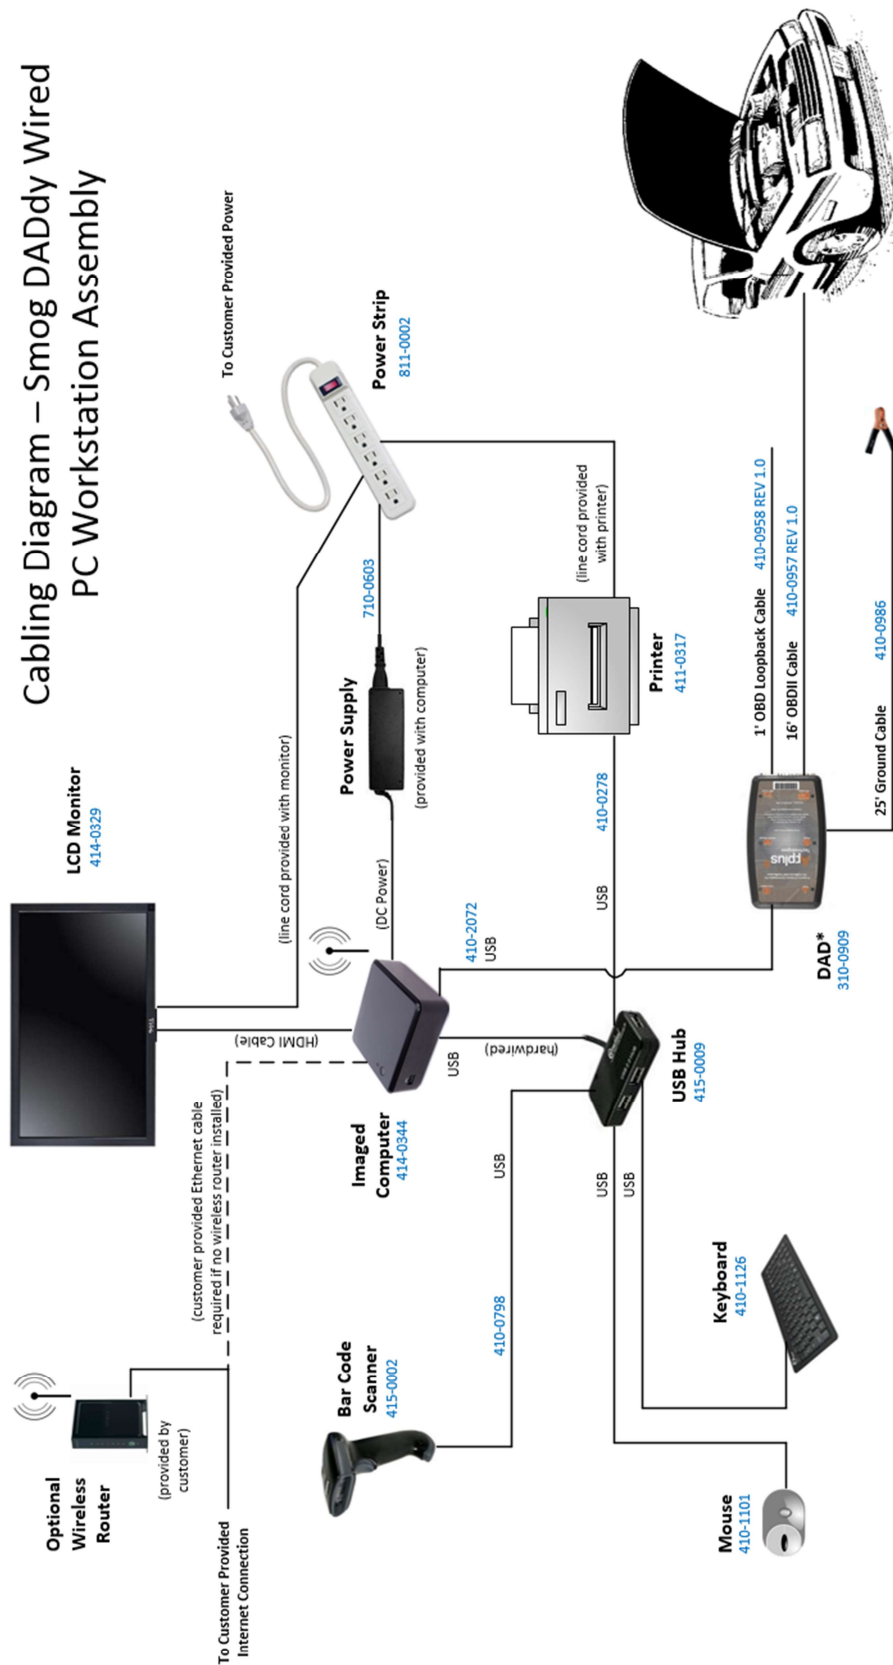 Cabling Diagram – Smog DADdy Wired
PC Workstation Assembly
Optional
Wireless
Router
(provided by
customer)
To Customer Provided
Internet Connection
(customer provided Ethernet cable
required if no wireless router installed)
LCD Monitor
414-0329
(HDMI Cable)
(line cord provided with monitor)
To Customer Provided Power
Power Strip
811-0002
710-0603
Power Supply
(provided with computer)
(DC Power)
Imaged
Computer
414-0344
USB
(hardwired)
410-2072
USB
Bar Code
Scanner
415-0002
410-0798
USB
USB
USB
USB Hub
415-0009
USB
410-0278
Printer
411-0317
(line cord provided
with printer)
Mouse
410-1101
Keyboard
410-1126
DAD*
310-0909
plus
1' OBD Loopback Cable
410-0958 REV 1.0
16' OBDII Cable
410-0957 REV 1.0
25' Ground Cable
410-0986